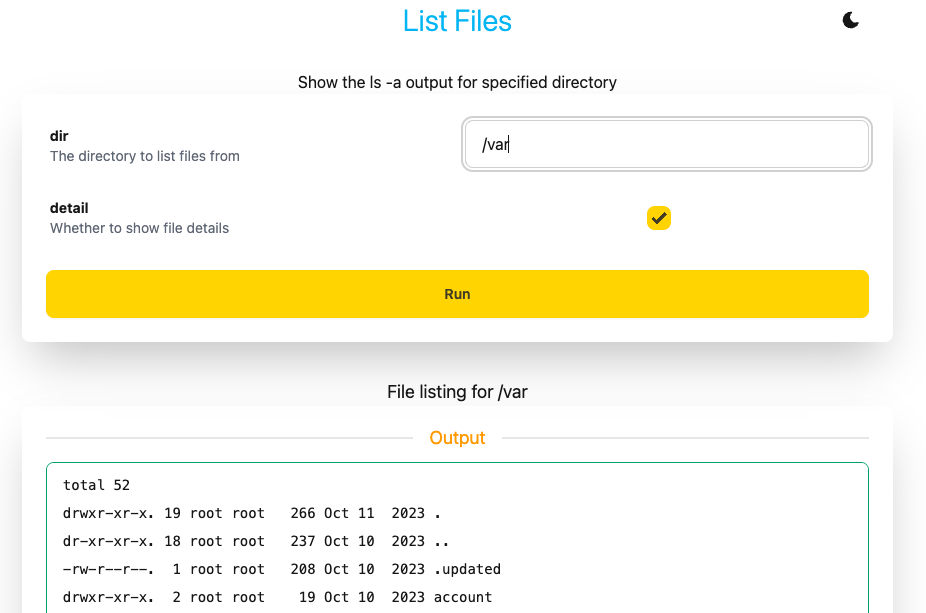 List Files
Show the ls -a output for specified directory
dir
The directory to list files from
/var
detail
Whether to show file details
Run
File listing for /var
Output
total 52
drwxr-xr-x. 19 root root   266 Oct 11  2023 .
dr-xr-xr-x. 18 root root   237 Oct 10  2023 ..
-rw-r--r--.  1 root root   208 Oct 10  2023 .updated
drwxr-xr-x.  2 root root    19 Oct 10  2023 account